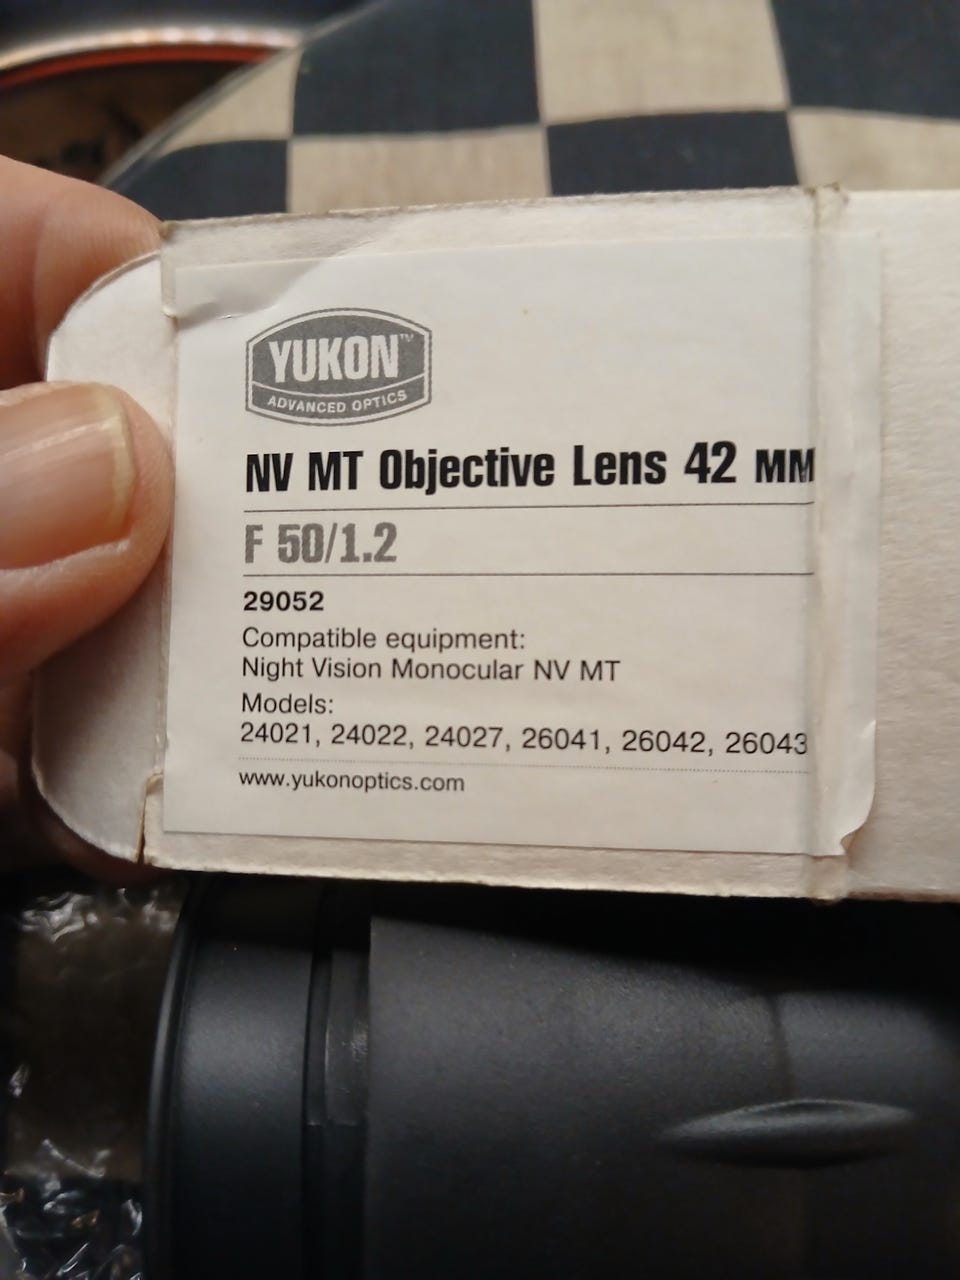 YUKON™
ADVANCED OPTICS
NV MT Objective Lens 42 MM
F 50/1.2
29052
Compatible equipment:
Night Vision Monocular NV MT
Models:
24021, 24022, 24027, 26041, 26042, 26043
www.yukonoptics.com